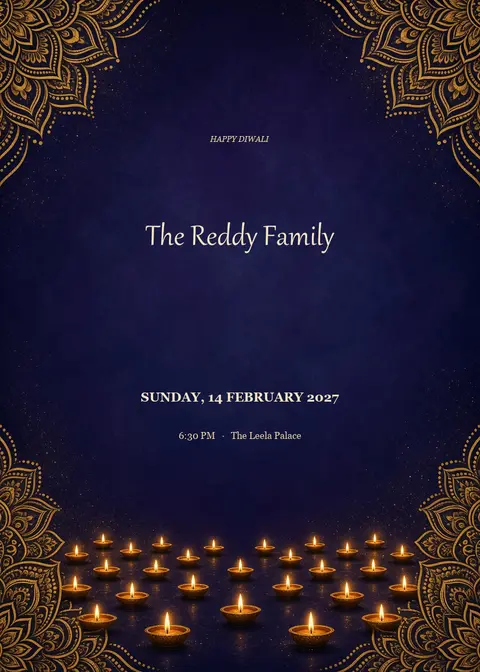 HAPPY DIWALI
The Reddy Family
SUNDAY, 14 FEBRUARY 2027
6:30 PM · The Leela Palace